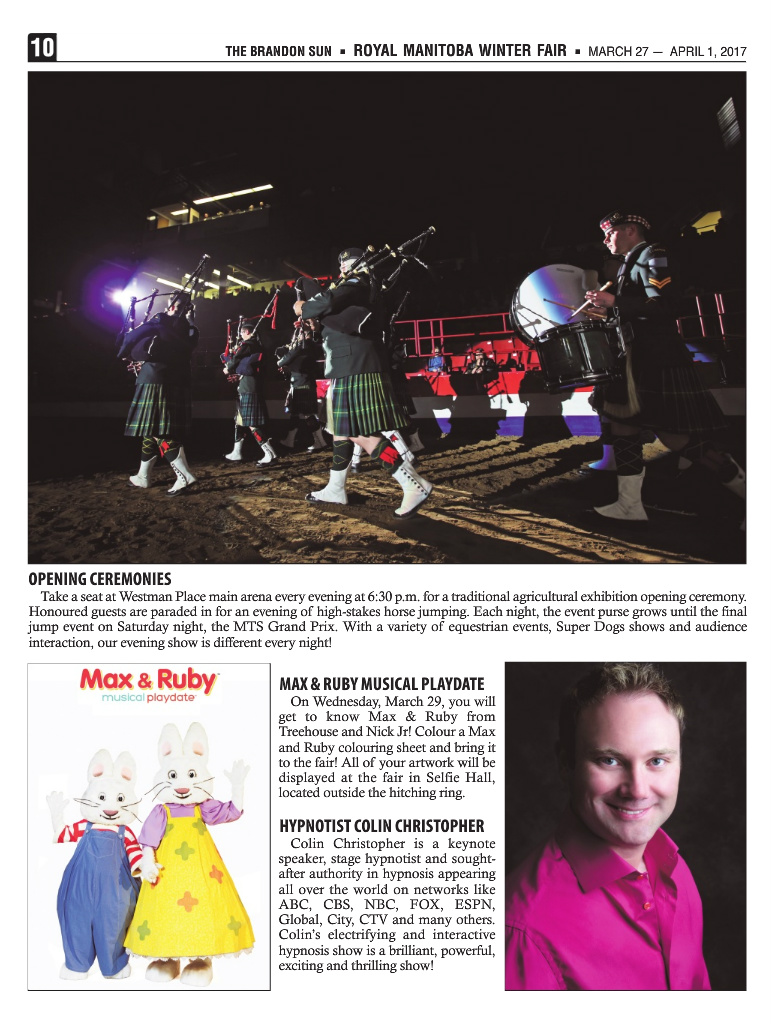 10
THE BRANDON SUN ▪ ROYAL MANITOBA WINTER FAIR ▪ MARCH 27 — APRIL 1, 2017
OPENING CEREMONIES
Take a seat at Westman Place main arena every evening at 6:30 p.m. for a traditional agricultural exhibition opening ceremony.
Honoured guests are paraded in for an evening of high-stakes horse jumping. Each night, the event purse grows until the final
jump event on Saturday night, the MTS Grand Prix. With a variety of equestrian events, Super Dogs shows and audience
interaction, our evening show is different every night!
Max & Ruby
musical playdate
MAX & RUBY MUSICAL PLAYDATE
On Wednesday, March 29, you will
get to know Max & Ruby from
Treehouse and Nick Jr! Colour a Max
and Ruby colouring sheet and bring it
to the fair! All of your artwork will be
displayed at the fair in Selfie Hall,
located outside the hitching ring.
HYPNOTIST COLIN CHRISTOPHER
Colin Christopher is a keynote
speaker, stage hypnotist and sought-
after authority in hypnosis appearing
all over the world on networks like
ABC, CBS, NBC, FOX, ESPN,
Global, City, CTV and many others.
Colin's electrifying and interactive
hypnosis show is a brilliant, powerful,
exciting and thrilling show!